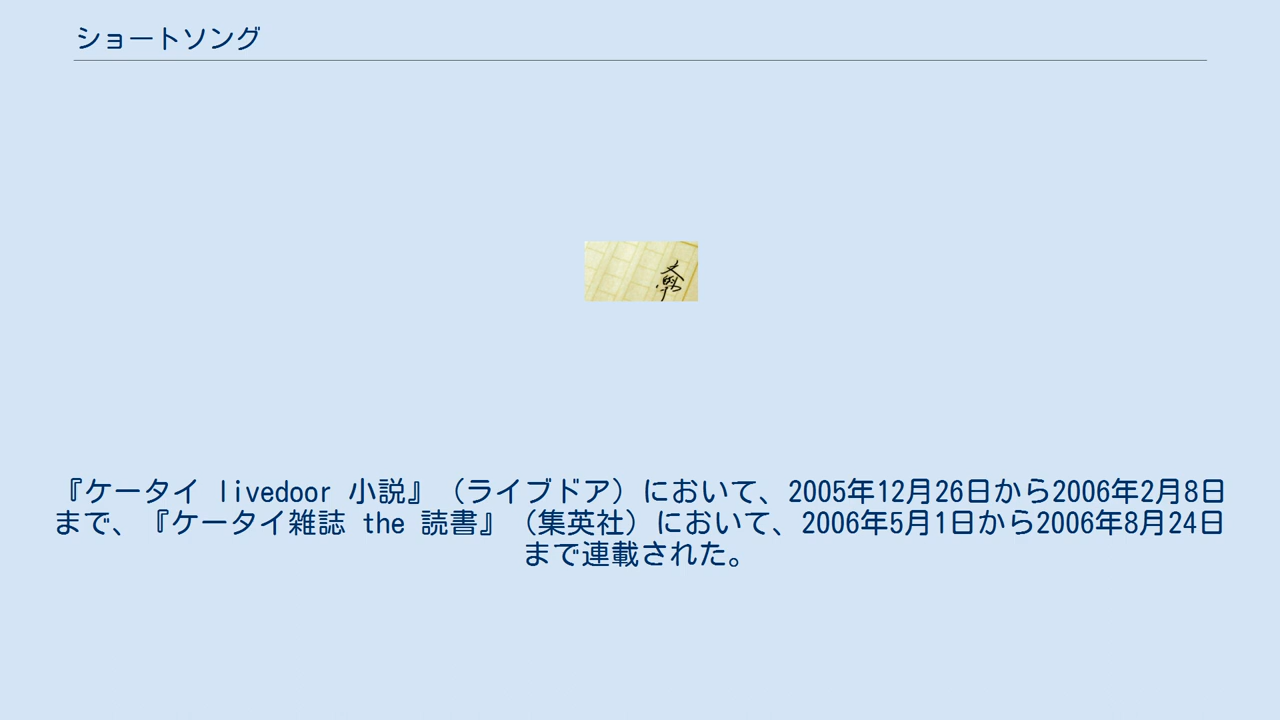 ショートソング
『ケータイ livedoor 小説』（ライブドア）において、2005年12月26日から2006年2月8日
まで、『ケータイ雑誌 the 読書』（集英社）において、2006年5月1日から2006年8月24日
まで連載された。